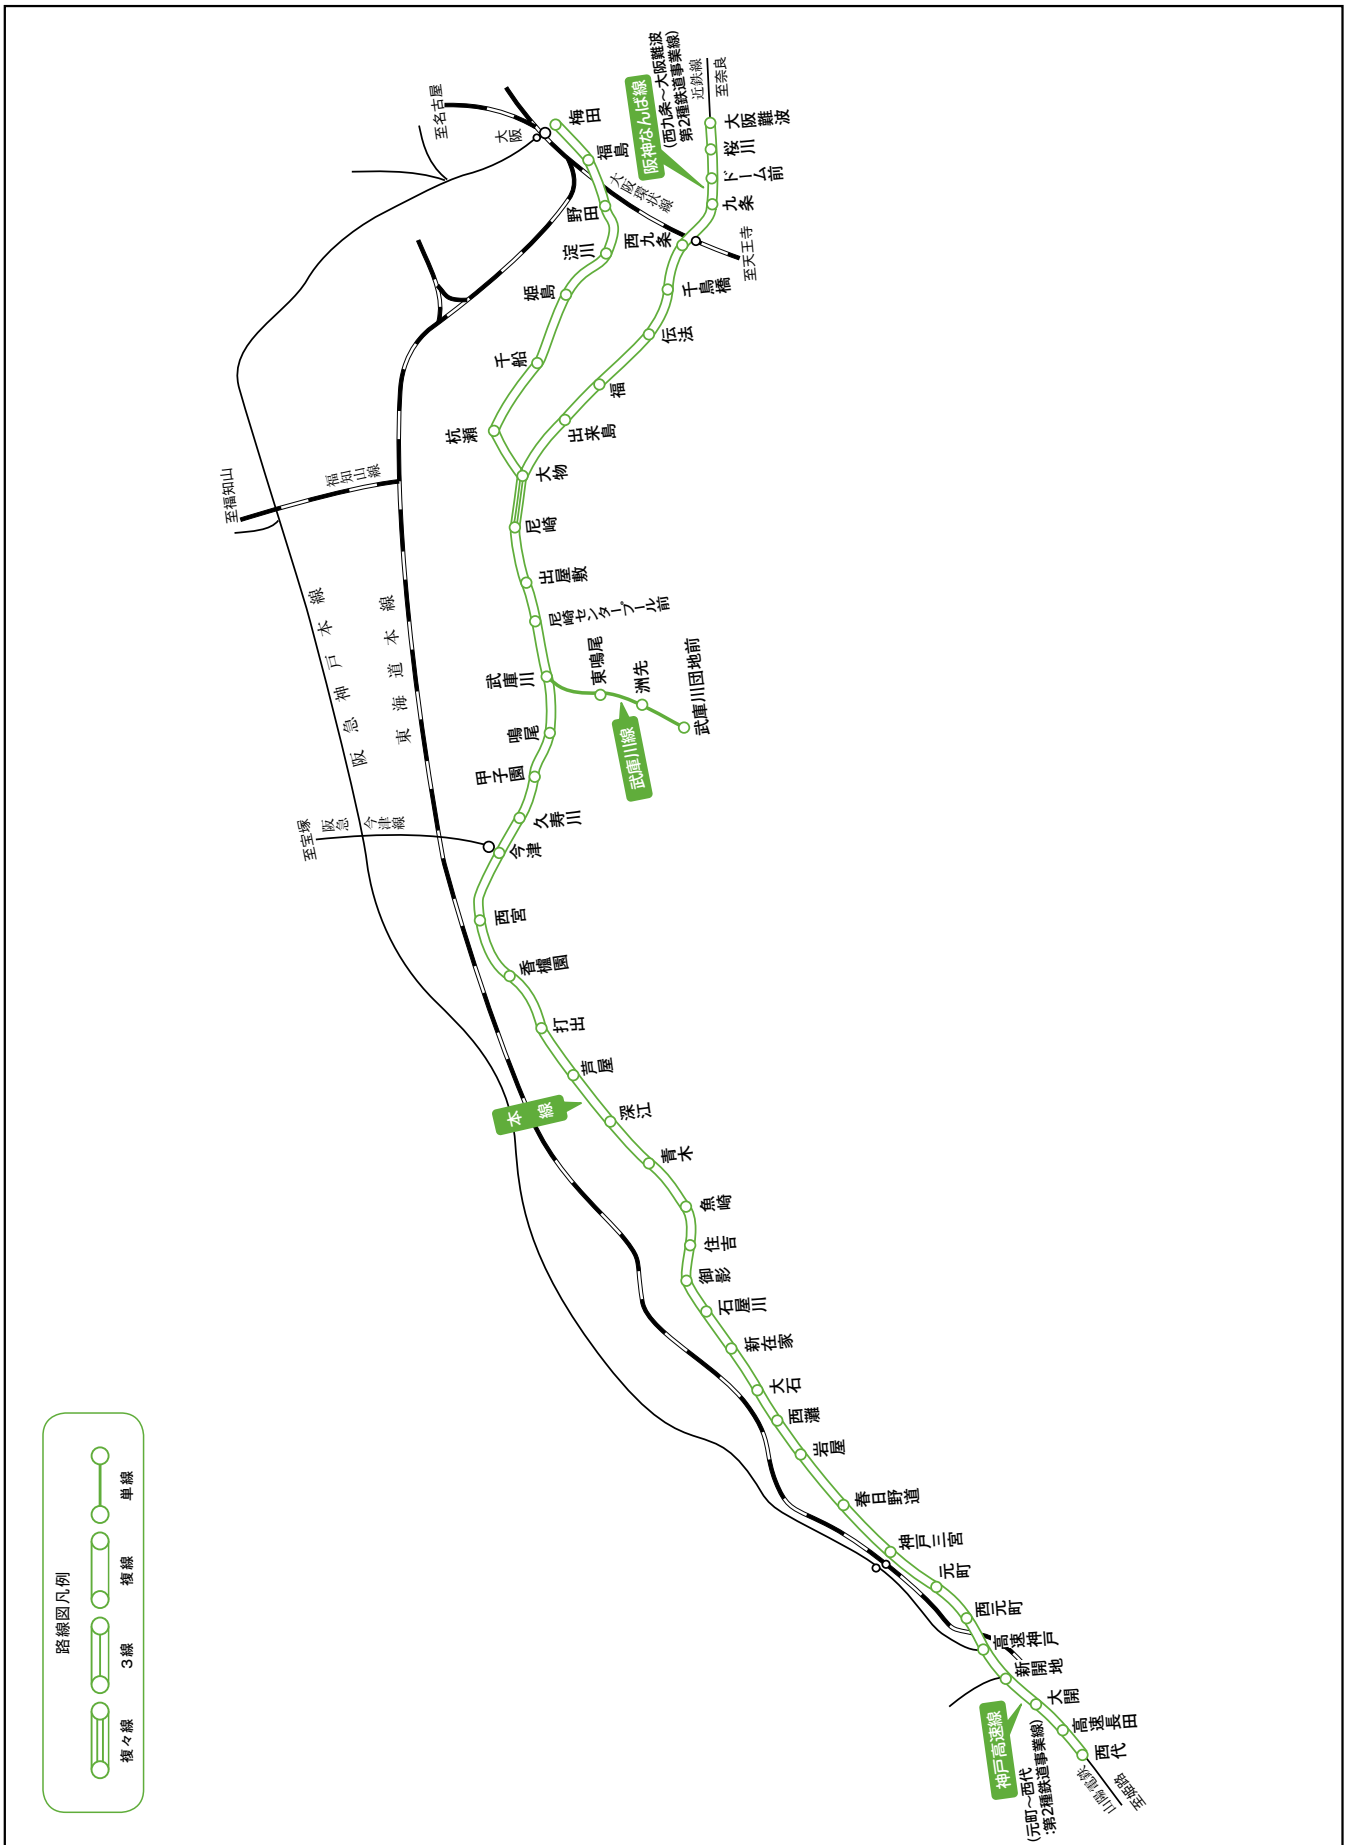 至名古屋
大阪
梅田
福島
野田
淀川
姫島
千船
杭瀬
大物
尼崎
出屋敷
尼崎センタープール前
武庫川
鳴尾
甲子園
久寿川
今津
西宮
香櫨園
打出
芦屋
深江
青木
魚崎
住吉
御影
石屋川
新在家
大石
西灘
岩屋
春日野道
神戸三宮
元町
西元町
高速神戸
新開地
大開
高速長田
西代
阪神なんば線
(西九条～大阪難波
第2種鉄道事業線)
近鉄線
至奈良
大阪難波
桜川
ドーム前
九条
西九条
千鳥橋
伝法
福
出来島
大阪環状線
至天王寺
東鳴尾
洲先
武庫川団地前
武庫川線
至福知山
福知山線
阪急神戸本線
東海道本線
至宝塚
阪急
今津線
本線
神戸高速線
(元町～西代
:第2種鉄道事業線)
山陽電鉄
至姫路
路線図凡例
単線
複線
3線
複々線